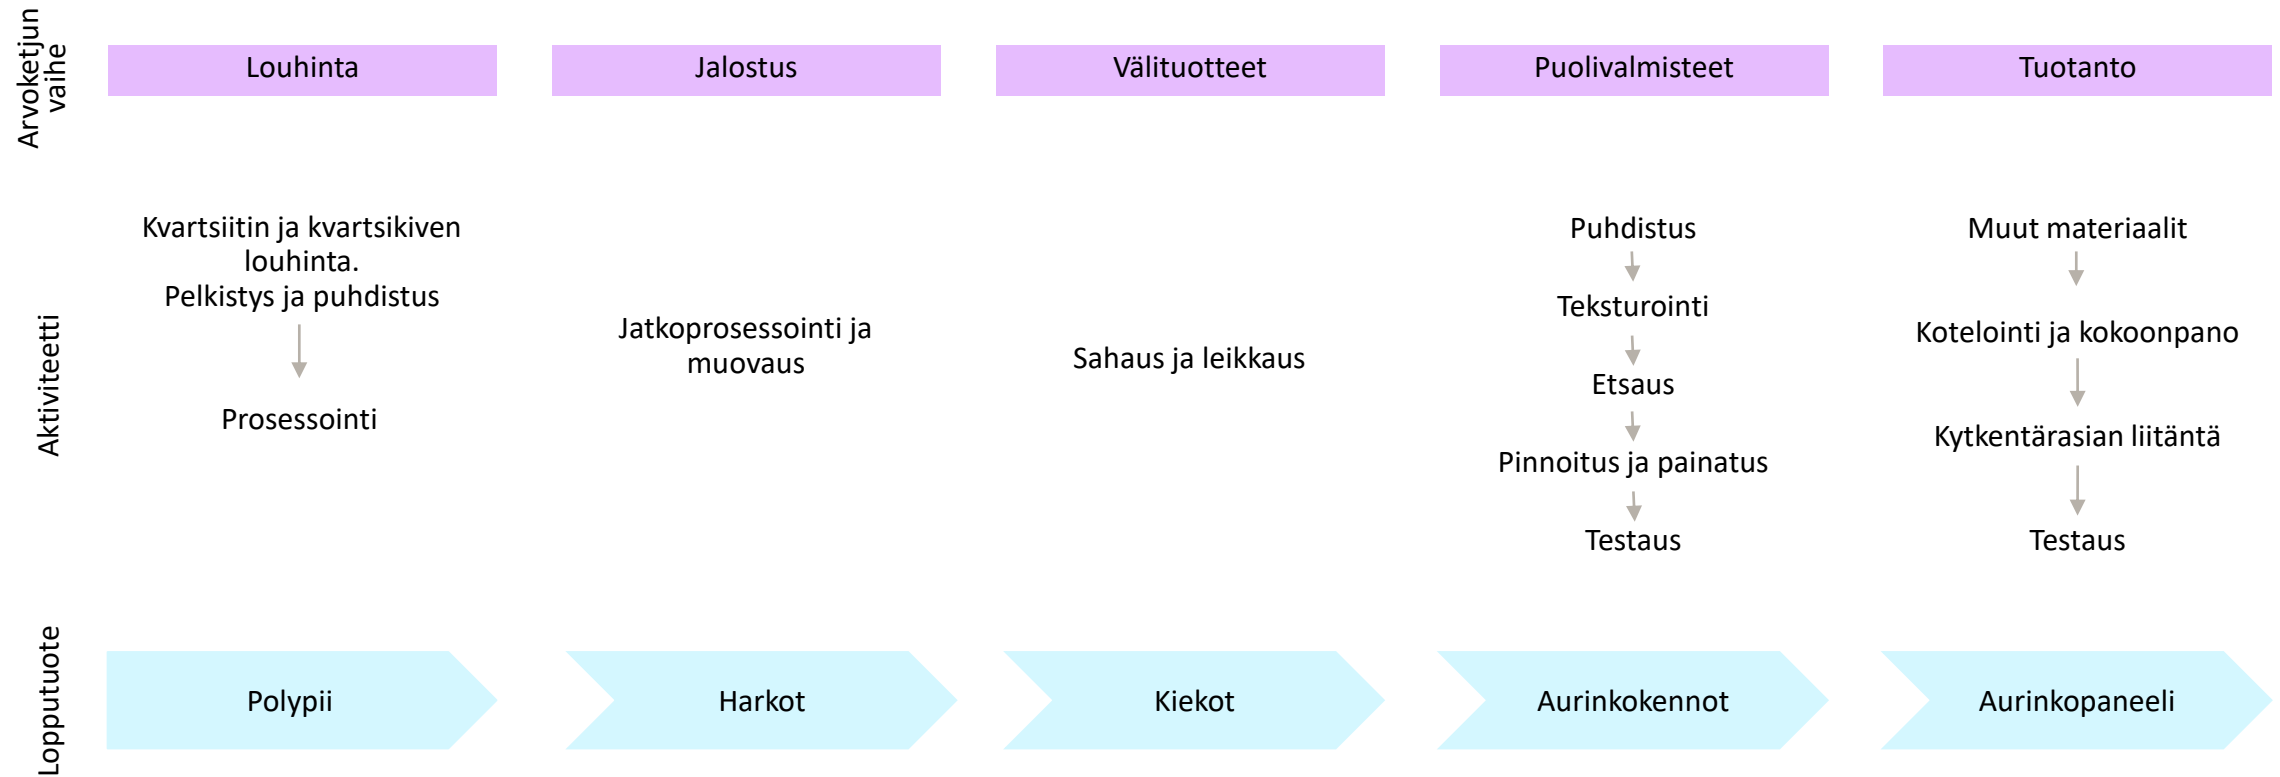 Arvoketjun
vaihe
Louhinta
Jalostus
Välituotteet
Puolivalmisteet
Tuotanto
Aktiviteetti
Kvartsiitin ja kvartsikiven
louhinta.
Pelkistys ja puhdistus
Prosessointi
Jatkoprosessointi ja
muovaus
Sahaus ja leikkaus
Puhdistus
Teksturointi
Etsaus
Pinnoitus ja painatus
Testaus
Muut materiaalit
Kotelointi ja kokoonpano
Kytkentärasian liitäntä
Testaus
Lopputuote
Polypii
Harkot
Kiekot
Aurinkokennot
Aurinkopaneeli